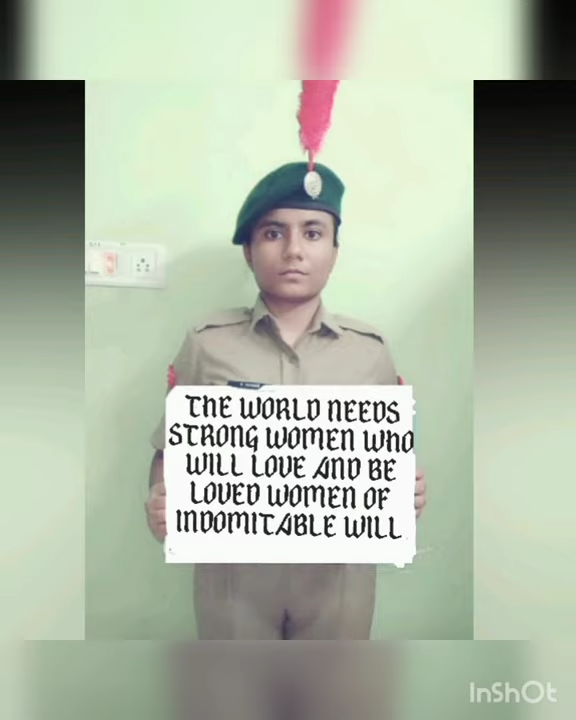 THE WORLD NEEDS
STRONG WOMEN WHO
WILL LOVE AND BE
LOVED WOMEN OF
INDOMITABLE WILL
InShOt